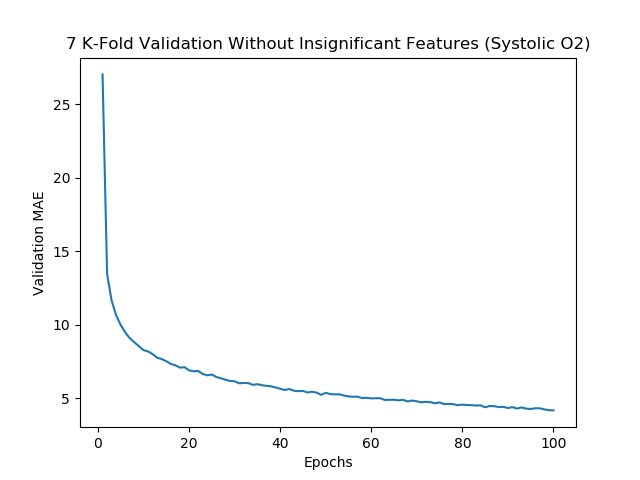 7 K-Fold Validation Without Insignificant Features (Systolic O2)
25
20
15
10
5
Validation MAE
0 20 40 60 80 100
Epochs